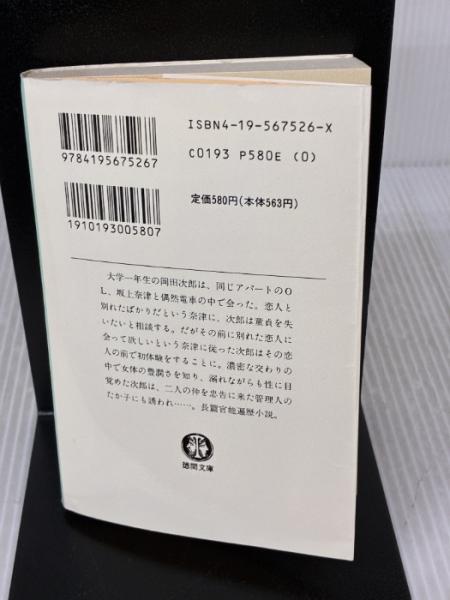 ISBN4-19-567526-X
C0193 P580E (0)
9784195675267
定価580円(本体563円)
1910193005807
大学一年生の岡田次郎は、同じアパートのO
L、坂上奈津と偶然電車の中で会った。恋人と
別れたばかりだという奈津に、次郎は童貞を失
いたいと相談する。だがその前に別れた恋人に
会って欲しいという奈津に従った次郎はその恋
人の前で初体験をすることに。濃密な交わりの
中で女体の豊潤さを知り、溺れながらも性に目
覚めた次郎は、二人の仲を忠告に来た管理人の
たか子にも誘われ……。長篇官能遍歴小説。
徳間文庫